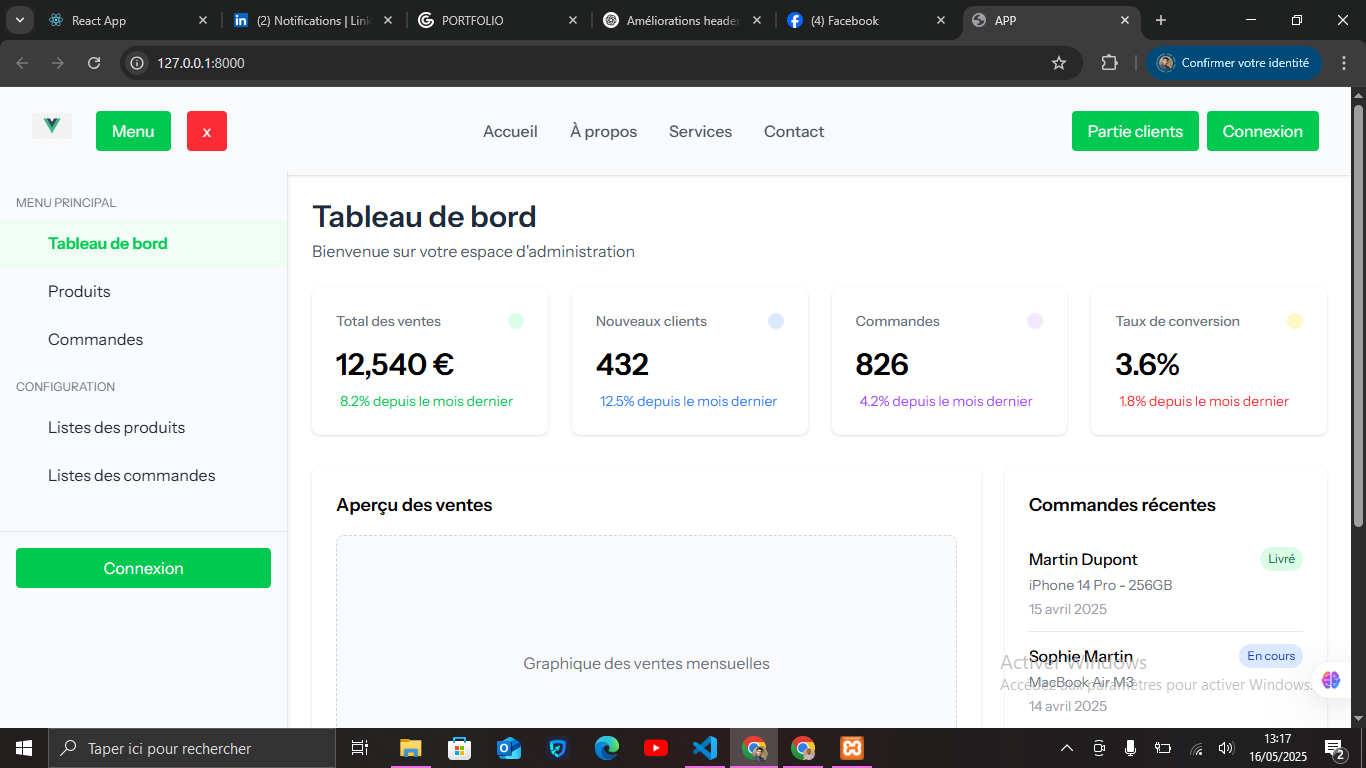 React App
(2) Notifications | Link
PORTFOLIO
Améliorations header
(4) Facebook
APP
127.0.0.1:8000
Confirmer votre identité
Menu
x
Accueil
À propos
Services
Contact
Partie clients
Connexion
MENU PRINCIPAL
Tableau de bord
Produits
Commandes
CONFIGURATION
Listes des produits
Listes des commandes
Connexion
Tableau de bord
Bienvenue sur votre espace d'administration
Total des ventes
12,540 €
8.2% depuis le mois dernier
Nouveaux clients
432
12.5% depuis le mois dernier
Commandes
826
4.2% depuis le mois dernier
Taux de conversion
3.6%
1.8% depuis le mois dernier
Aperçu des ventes
Graphique des ventes mensuelles
Commandes récentes
Martin Dupont
Livré
iPhone 14 Pro - 256GB
15 avril 2025
Sophie Martin
En cours
MacBook Air M3
14 avril 2025
Activer Windows
Accédez aux paramètres pour activer Windows.
Taper ici pour rechercher
13:17
16/05/2025
2